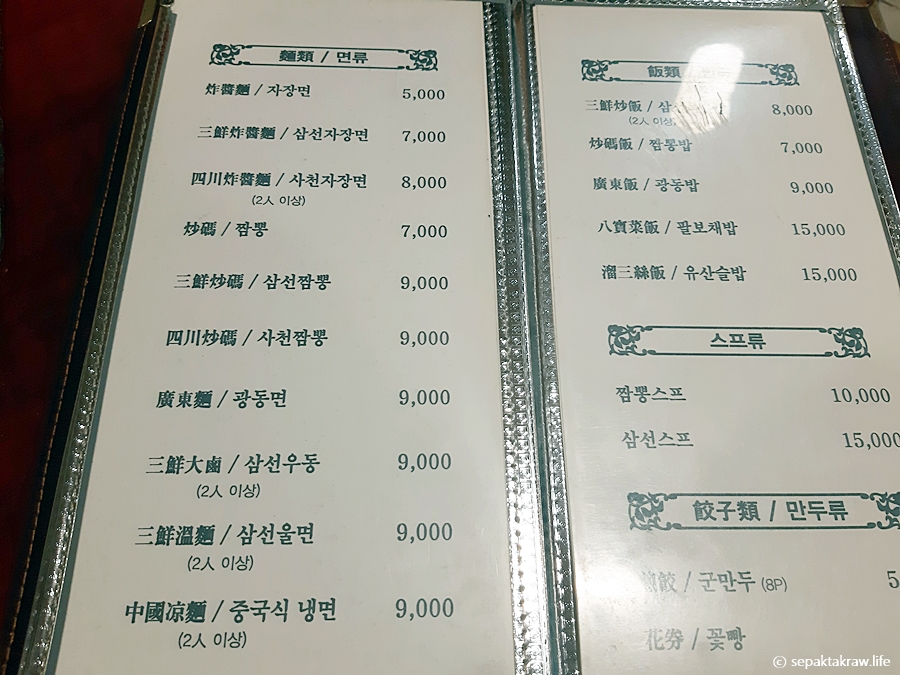 麵類 / 면류
炸醬麵 / 자장면 5,000
三鮮炸醬麵 / 삼선자장면 7,000
四川炸醬麵 / 사천자장면 8,000
(2人 이상)
炒碼 / 짬뽕 7,000
三鮮炒碼 / 삼선짬뽕 9,000
四川炒碼 / 사천짬뽕 9,000
廣東麵 / 광동면 9,000
三鮮大鹵 / 삼선우동 9,000
(2人 이상)
三鮮溫麵 / 삼선울면 9,000
(2人 이상)
中國凉麵 / 중국식 냉면 9,000
(2人 이상)
飯類 /
三鮮炒飯 / 삼 8,000
(2人 이상)
炒碼飯 / 짬뽕밥 7,000
廣東飯 / 광동밥 9,000
八寶菜飯 / 팔보채밥 15,000
溜三絲飯 / 유산슬밥 15,000
스프류
짬뽕스프 10,000
삼선스프 15,000
餃子類 / 만두류
餃 / 군만두 (8P) 5
花券 / 꽃빵
© sepaktakraw.life